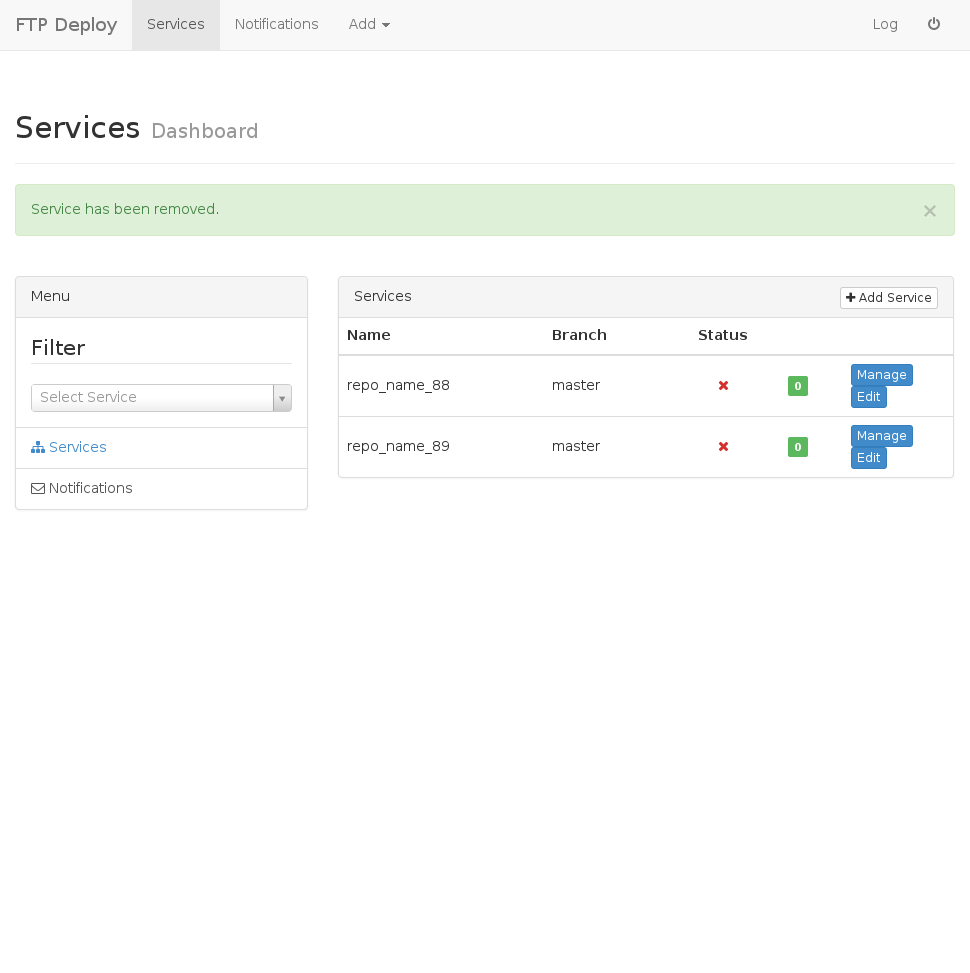 FTP Deploy Services Notifications Add Log
Services Dashboard
Service has been removed.
×
Menu
Filter
Select Service
Services
Notifications
Services
Add Service
Name Branch Status
repo_name_88 master 0 Manage
Edit
repo_name_89 master 0 Manage
Edit